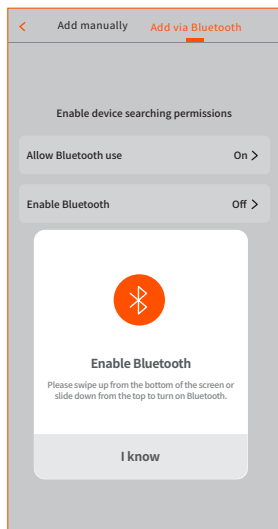 Add manually
Add via Bluetooth
Enable device searching permissions
Allow Bluetooth use
On
Enable Bluetooth
Off
Enable Bluetooth
Please swipe up from the bottom of the screen or
slide down from the top to turn on Bluetooth.
I know